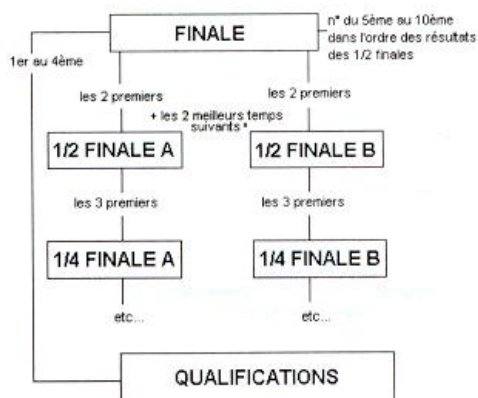 FINALE
n° du 5ème au 10ème
dans l'ordre des résultats
des 1/2 finales
1er au 4ème
les 2 premiers
les 2 premiers
+ les 2 meilleurs temps
suivants *
1/2 FINALE A
1/2 FINALE B
les 3 premiers
les 3 premiers
1/4 FINALE A
1/4 FINALE B
etc...
etc...
QUALIFICATIONS